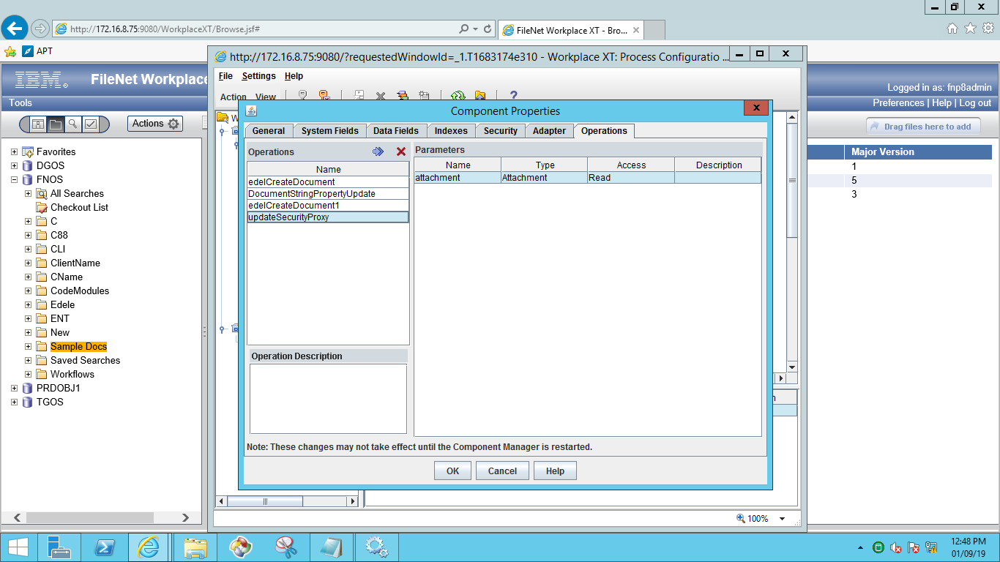 http://172.16.8.75:9080/WorkplaceXT/Browse.jsf#
FileNet Workplace XT - Bro...
APT
http://172.16.8.75:9080/?requestedWindowId=_1.T1683174e310 - Workplace XT: Process Configuratio ...
File Settings Help
Action View
IBM.
FileNet Workplace
Logged in as: fnp8admin
Tools
Preferences | Help | Log out
Actions
Drag files here to add
Component Properties
General System Fields Data Fields Indexes Security Adapter Operations
Operations
Parameters
Name
Name Type Access Description
attachment Attachment Read
edelCreateDocument
DocumentStringPropertyUpdate
edelCreateDocument1
updateSecurityProxy
Operation Description
Note: These changes may not take effect until the Component Manager is restarted.
OK Cancel Help
Favorites
DGOS
FNOS
All Searches
Checkout List
C
C88
CLI
ClientName
CName
CodeModules
Edele
ENT
New
Sample Docs
Saved Searches
Workflows
PRDOBJ1
TGOS
Major Version
1
5
3
100%
12:48 PM
01/09/19